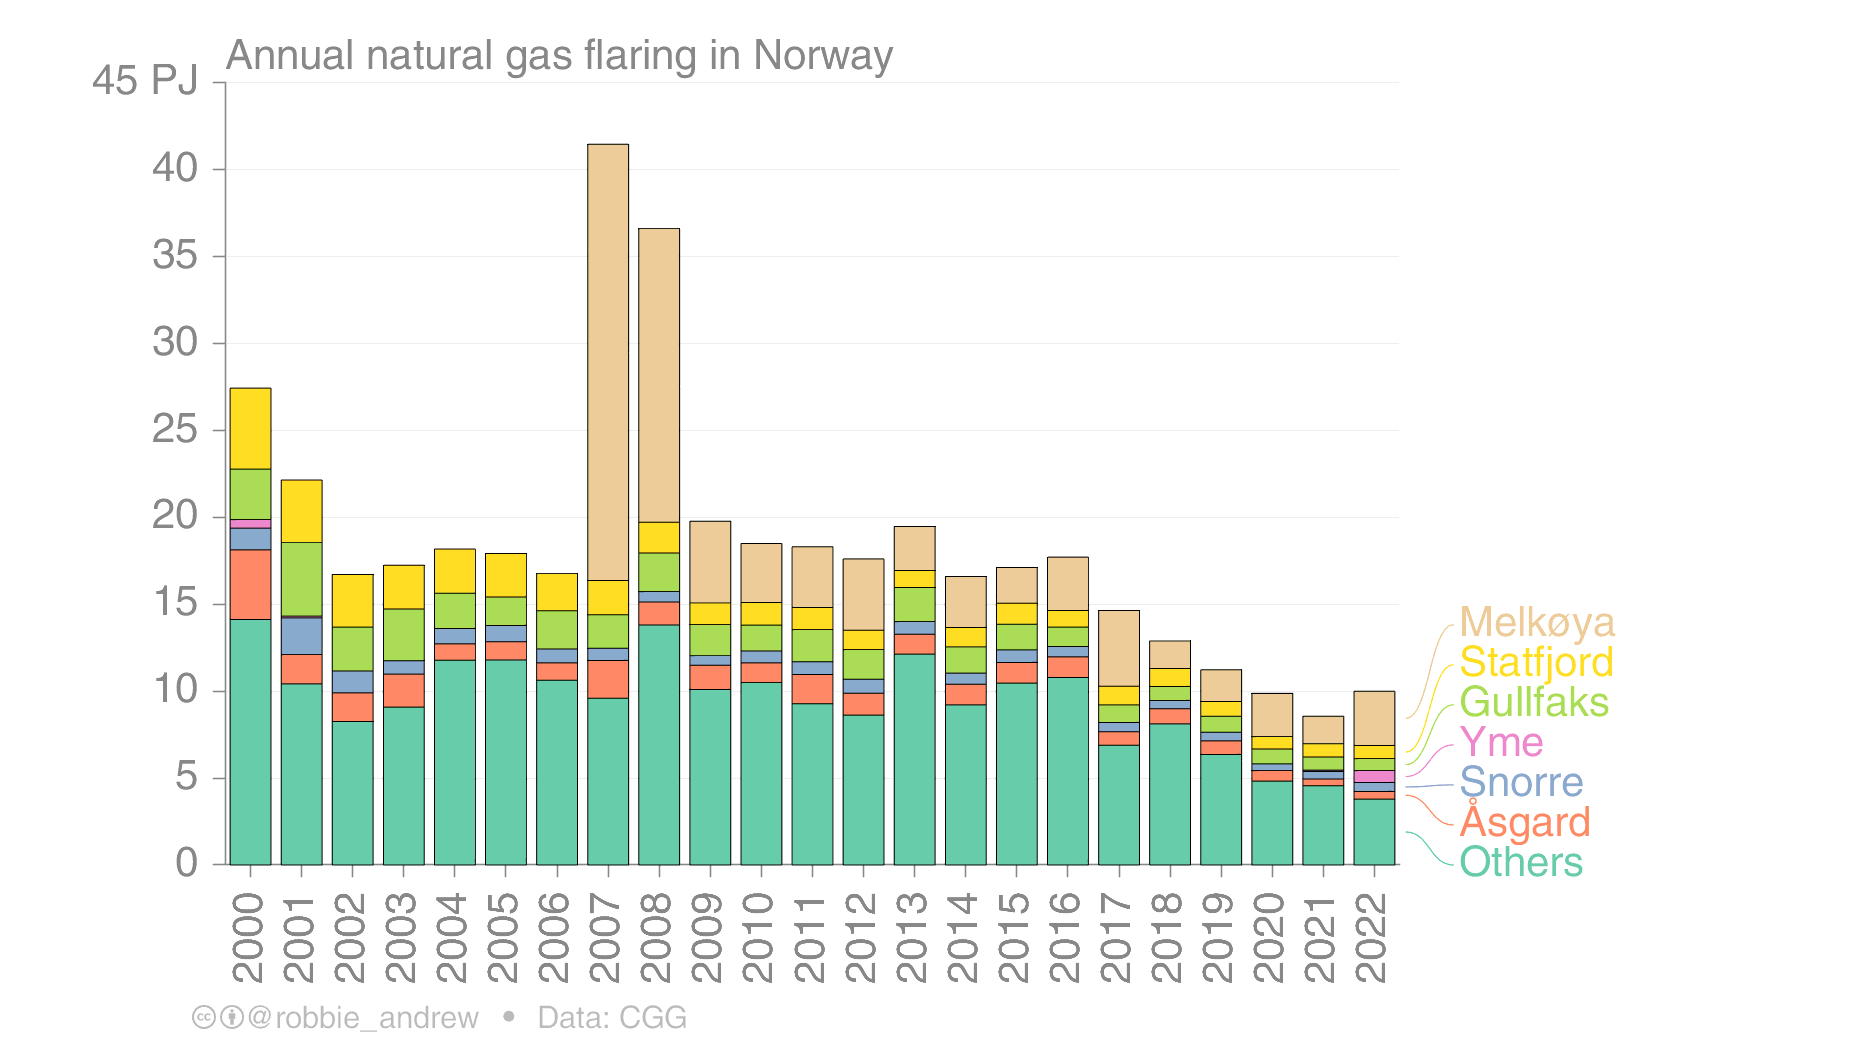 Annual natural gas flaring in Norway
45 PJ
40
35
30
25
20
15
10
5
0
Melkøya
Statfjord
Gullfaks
Yme
Snorre
Åsgard
Others
2000 2001 2002 2003 2004 2005 2006 2007 2008 2009 2010 2011 2012 2013 2014 2015 2016 2017 2018 2019 2020 2021 2022
cc @robbie_andrew • Data: CGG